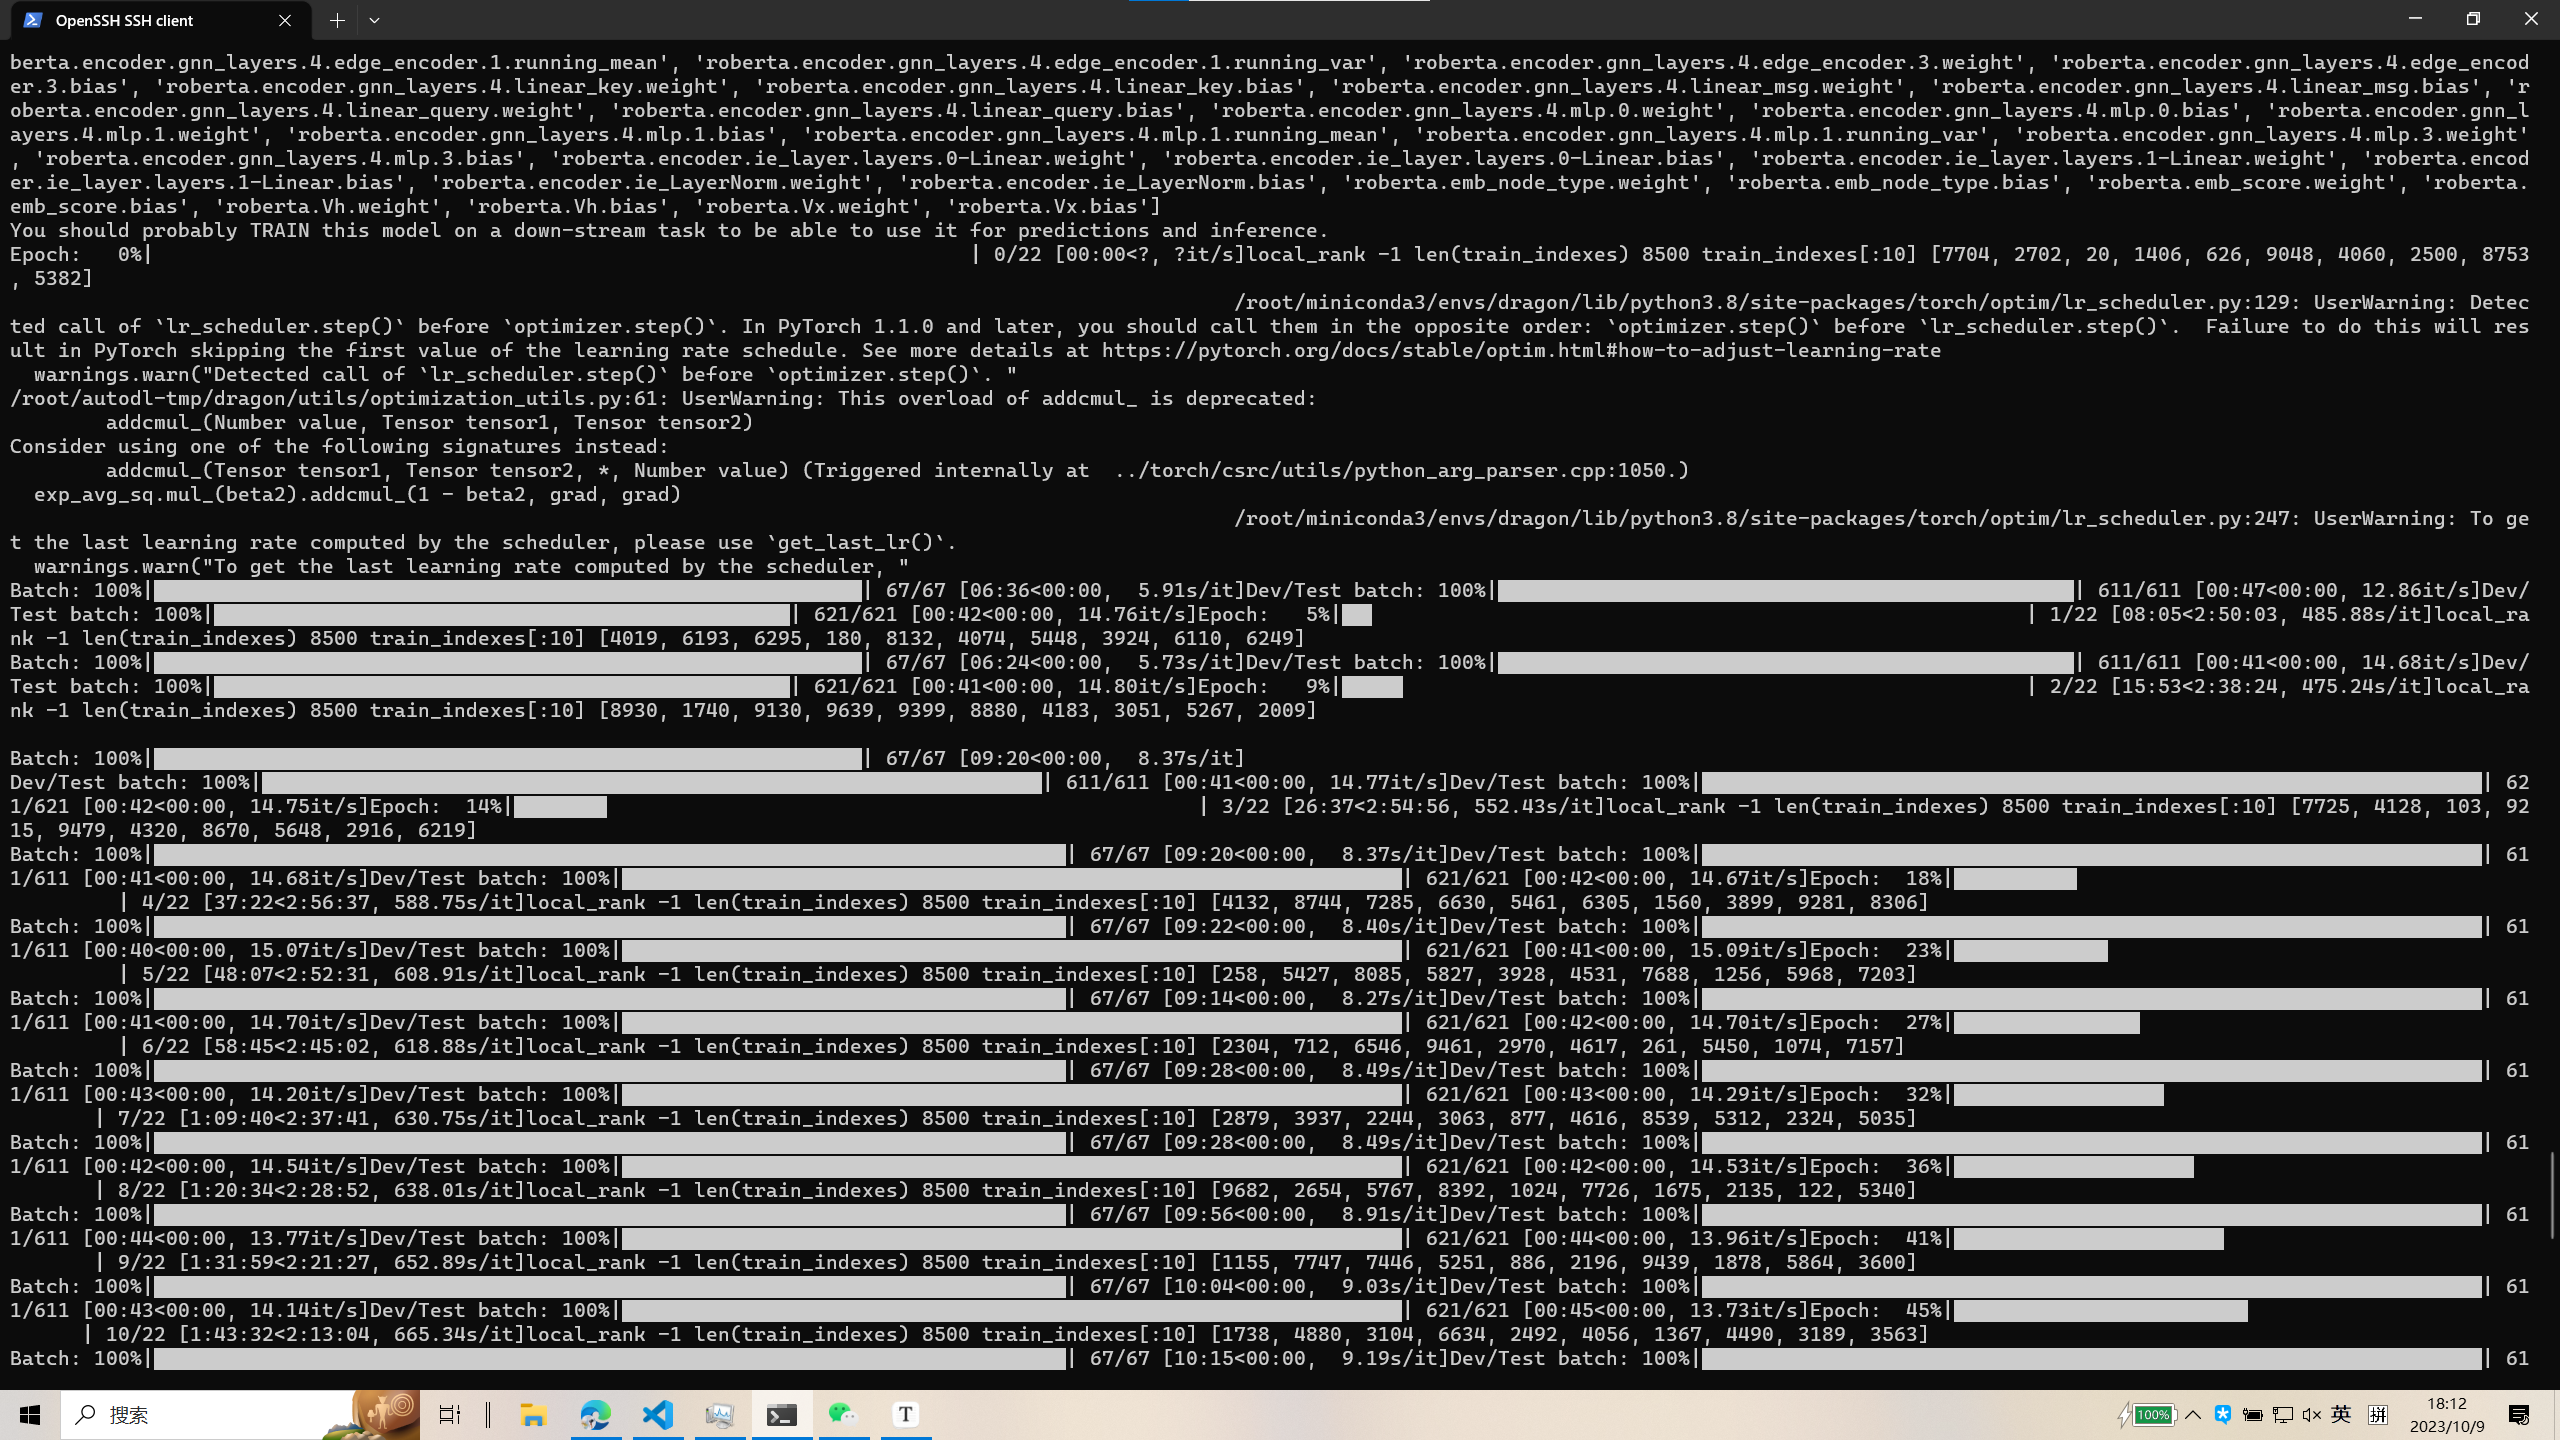 OpenSSH SSH client
berta.encoder.gnn_layers.4.edge_encoder.1.running_mean', 'roberta.encoder.gnn_layers.4.edge_encoder.1.running_var', 'roberta.encoder.gnn_layers.4.edge_encoder.3.weight', 'roberta.encoder.gnn_layers.4.edge_encod
er.3.bias', 'roberta.encoder.gnn_layers.4.linear_key.weight', 'roberta.encoder.gnn_layers.4.linear_key.bias', 'roberta.encoder.gnn_layers.4.linear_msg.weight', 'roberta.encoder.gnn_layers.4.linear_msg.bias', 'r
oberta.encoder.gnn_layers.4.linear_query.weight', 'roberta.encoder.gnn_layers.4.linear_query.bias', 'roberta.encoder.gnn_layers.4.mlp.0.weight', 'roberta.encoder.gnn_layers.4.mlp.0.bias', 'roberta.encoder.gnn_l
ayers.4.mlp.1.weight', 'roberta.encoder.gnn_layers.4.mlp.1.bias', 'roberta.encoder.gnn_layers.4.mlp.1.running_mean', 'roberta.encoder.gnn_layers.4.mlp.1.running_var', 'roberta.encoder.gnn_layers.4.mlp.3.weight'
, 'roberta.encoder.gnn_layers.4.mlp.3.bias', 'roberta.encoder.ie_layer.layers.0-Linear.weight', 'roberta.encoder.ie_layer.layers.0-Linear.bias', 'roberta.encoder.ie_layer.layers.1-Linear.weight', 'roberta.encod
er.ie_layer.layers.1-Linear.bias', 'roberta.encoder.ie_LayerNorm.weight', 'roberta.encoder.ie_LayerNorm.bias', 'roberta.emb_node_type.weight', 'roberta.emb_node_type.bias', 'roberta.emb_score.weight', 'roberta.
emb_score.bias', 'roberta.Vh.weight', 'roberta.Vh.bias', 'roberta.Vx.weight', 'roberta.Vx.bias']
You should probably TRAIN this model on a down-stream task to be able to use it for predictions and inference.
Epoch:   0%|          | 0/22 [00:00<?, ?it/s]local_rank -1 len(train_indexes) 8500 train_indexes[:10] [7704, 2702, 20, 1406, 626, 9048, 4060, 2500, 8753
, 5382]
/root/miniconda3/envs/dragon/lib/python3.8/site-packages/torch/optim/lr_scheduler.py:129: UserWarning: Detec
ted call of `lr_scheduler.step()` before `optimizer.step()`. In PyTorch 1.1.0 and later, you should call them in the opposite order: `optimizer.step()` before `lr_scheduler.step()`.  Failure to do this will res
ult in PyTorch skipping the first value of the learning rate schedule. See more details at https://pytorch.org/docs/stable/optim.html#how-to-adjust-learning-rate
  warnings.warn("Detected call of `lr_scheduler.step()` before `optimizer.step()`. "
/root/autodl-tmp/dragon/utils/optimization_utils.py:61: UserWarning: This overload of addcmul_ is deprecated:
        addcmul_(Number value, Tensor tensor1, Tensor tensor2)
Consider using one of the following signatures instead:
        addcmul_(Tensor tensor1, Tensor tensor2, *, Number value) (Triggered internally at  ../torch/csrc/utils/python_arg_parser.cpp:1050.)
  exp_avg_sq.mul_(beta2).addcmul_(1 - beta2, grad, grad)
/root/miniconda3/envs/dragon/lib/python3.8/site-packages/torch/optim/lr_scheduler.py:247: UserWarning: To ge
t the last learning rate computed by the scheduler, please use `get_last_lr()`.
  warnings.warn("To get the last learning rate computed by the scheduler, "
Batch: 100%|          | 67/67 [06:36<00:00,  5.91s/it]Dev/Test batch: 100%|          | 611/611 [00:47<00:00, 12.86it/s]Dev/
Test batch: 100%|          | 621/621 [00:42<00:00, 14.76it/s]Epoch:   5%|          | 1/22 [08:05<2:50:03, 485.88s/it]local_ra
nk -1 len(train_indexes) 8500 train_indexes[:10] [4019, 6193, 6295, 180, 8132, 4074, 5448, 3924, 6110, 6249]
Batch: 100%|          | 67/67 [06:24<00:00,  5.73s/it]Dev/Test batch: 100%|          | 611/611 [00:41<00:00, 14.68it/s]Dev/
Test batch: 100%|          | 621/621 [00:41<00:00, 14.80it/s]Epoch:   9%|          | 2/22 [15:53<2:38:24, 475.24s/it]local_ra
nk -1 len(train_indexes) 8500 train_indexes[:10] [8930, 1740, 9130, 9639, 9399, 8880, 4183, 3051, 5267, 2009]
Batch: 100%|          | 67/67 [09:20<00:00,  8.37s/it]
Dev/Test batch: 100%|          | 611/611 [00:41<00:00, 14.77it/s]Dev/Test batch: 100%|          | 62
1/621 [00:42<00:00, 14.75it/s]Epoch:  14%|          | 3/22 [26:37<2:54:56, 552.43s/it]local_rank -1 len(train_indexes) 8500 train_indexes[:10] [7725, 4128, 103, 92
15, 9479, 4320, 8670, 5648, 2916, 6219]
Batch: 100%|          | 67/67 [09:20<00:00,  8.37s/it]Dev/Test batch: 100%|          | 61
1/611 [00:41<00:00, 14.68it/s]Dev/Test batch: 100%|          | 621/621 [00:42<00:00, 14.67it/s]Epoch:  18%|
| 4/22 [37:22<2:56:37, 588.75s/it]local_rank -1 len(train_indexes) 8500 train_indexes[:10] [4132, 8744, 7285, 6630, 5461, 6305, 1560, 3899, 9281, 8306]
Batch: 100%|          | 67/67 [09:22<00:00,  8.40s/it]Dev/Test batch: 100%|          | 61
1/611 [00:40<00:00, 15.07it/s]Dev/Test batch: 100%|          | 621/621 [00:41<00:00, 15.09it/s]Epoch:  23%|
| 5/22 [48:07<2:52:31, 608.91s/it]local_rank -1 len(train_indexes) 8500 train_indexes[:10] [258, 5427, 8085, 5827, 3928, 4531, 7688, 1256, 5968, 7203]
Batch: 100%|          | 67/67 [09:14<00:00,  8.27s/it]Dev/Test batch: 100%|          | 61
1/611 [00:41<00:00, 14.70it/s]Dev/Test batch: 100%|          | 621/621 [00:42<00:00, 14.70it/s]Epoch:  27%|
| 6/22 [58:45<2:45:02, 618.88s/it]local_rank -1 len(train_indexes) 8500 train_indexes[:10] [2304, 712, 6546, 9461, 2970, 4617, 261, 5450, 1074, 7157]
Batch: 100%|          | 67/67 [09:28<00:00,  8.49s/it]Dev/Test batch: 100%|          | 61
1/611 [00:43<00:00, 14.20it/s]Dev/Test batch: 100%|          | 621/621 [00:43<00:00, 14.29it/s]Epoch:  32%|
| 7/22 [1:09:40<2:37:41, 630.75s/it]local_rank -1 len(train_indexes) 8500 train_indexes[:10] [2879, 3937, 2244, 3063, 877, 4616, 8539, 5312, 2324, 5035]
Batch: 100%|          | 67/67 [09:28<00:00,  8.49s/it]Dev/Test batch: 100%|          | 61
1/611 [00:42<00:00, 14.54it/s]Dev/Test batch: 100%|          | 621/621 [00:42<00:00, 14.53it/s]Epoch:  36%|
| 8/22 [1:20:34<2:28:52, 638.01s/it]local_rank -1 len(train_indexes) 8500 train_indexes[:10] [9682, 2654, 5767, 8392, 1024, 7726, 1675, 2135, 122, 5340]
Batch: 100%|          | 67/67 [09:56<00:00,  8.91s/it]Dev/Test batch: 100%|          | 61
1/611 [00:44<00:00, 13.77it/s]Dev/Test batch: 100%|          | 621/621 [00:44<00:00, 13.96it/s]Epoch:  41%|
| 9/22 [1:31:59<2:21:27, 652.89s/it]local_rank -1 len(train_indexes) 8500 train_indexes[:10] [1155, 7747, 7446, 5251, 886, 2196, 9439, 1878, 5864, 3600]
Batch: 100%|          | 67/67 [10:04<00:00,  9.03s/it]Dev/Test batch: 100%|          | 61
1/611 [00:43<00:00, 14.14it/s]Dev/Test batch: 100%|          | 621/621 [00:45<00:00, 13.73it/s]Epoch:  45%|
| 10/22 [1:43:32<2:13:04, 665.34s/it]local_rank -1 len(train_indexes) 8500 train_indexes[:10] [1738, 4880, 3104, 6634, 2492, 4056, 1367, 4490, 3189, 3563]
Batch: 100%|          | 67/67 [10:15<00:00,  9.19s/it]Dev/Test batch: 100%|          | 61
搜索
T
100%
英
拼
18:12
2023/10/9